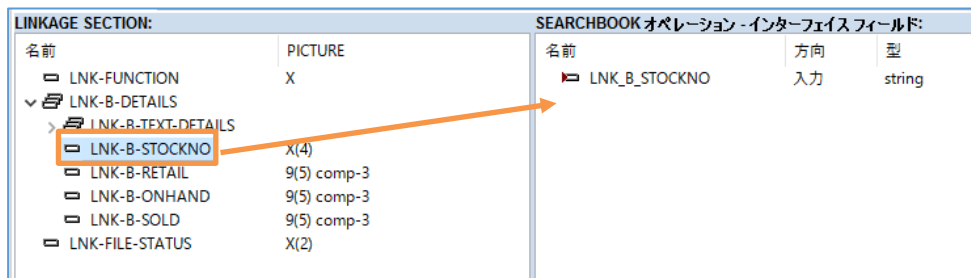 LINKAGE SECTION:
名前 PICTURE
LNK-FUNCTION X
LNK-B-DETAILS
LNK-B-TEXT-DETAILS
LNK-B-STOCKNO X(4)
LNK-B-RETAIL 9(5) comp-3
LNK-B-ONHAND 9(5) comp-3
LNK-B-SOLD 9(5) comp-3
LNK-FILE-STATUS X(2)
SEARCHBOOK オペレーション - インターフェイス フィールド:
名前 方向 型
LNK_B_STOCKNO 入力 string